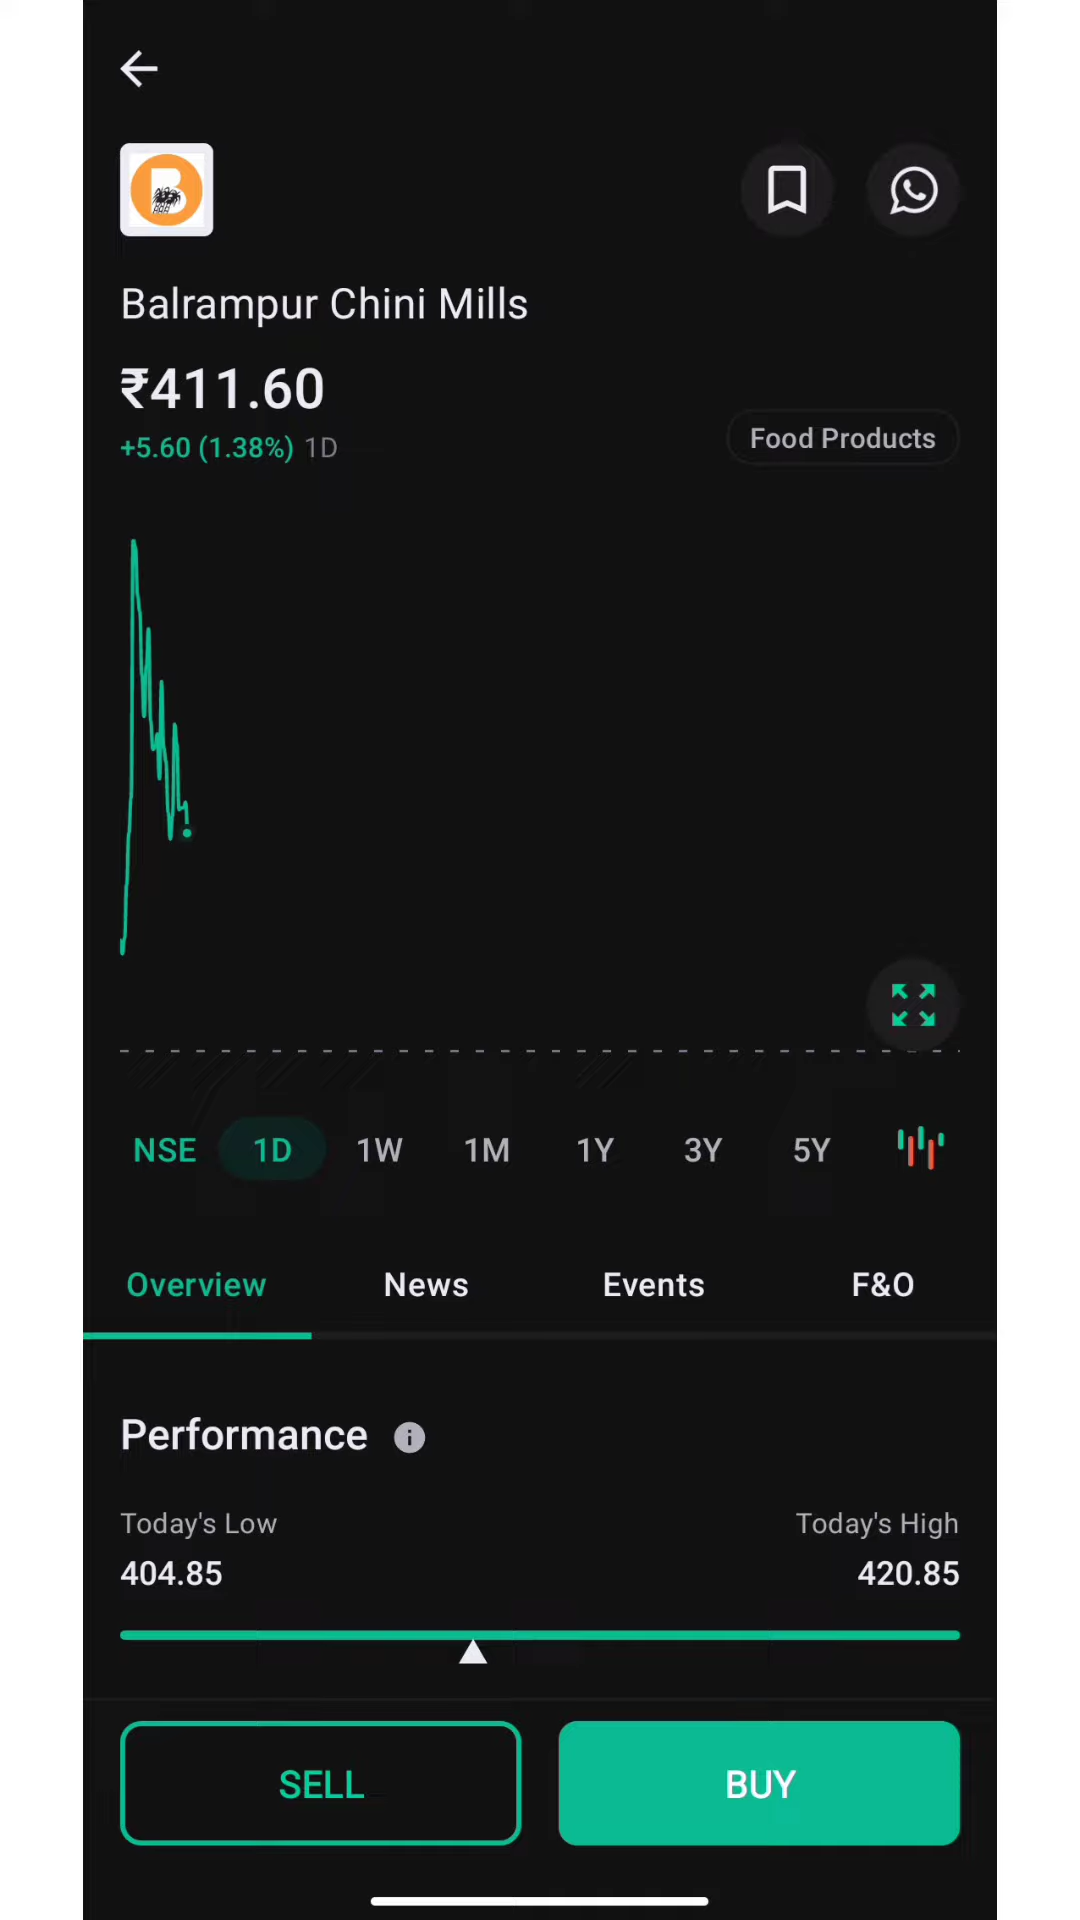 B
Balrampur Chini Mills
₹411.60
+5.60 (1.38%) 1D
Food Products
NSE 1D 1W 1M 1Y 3Y 5Y
Overview News Events F&O
Performance i
Today's Low Today's High
404.85 420.85
SELL BUY